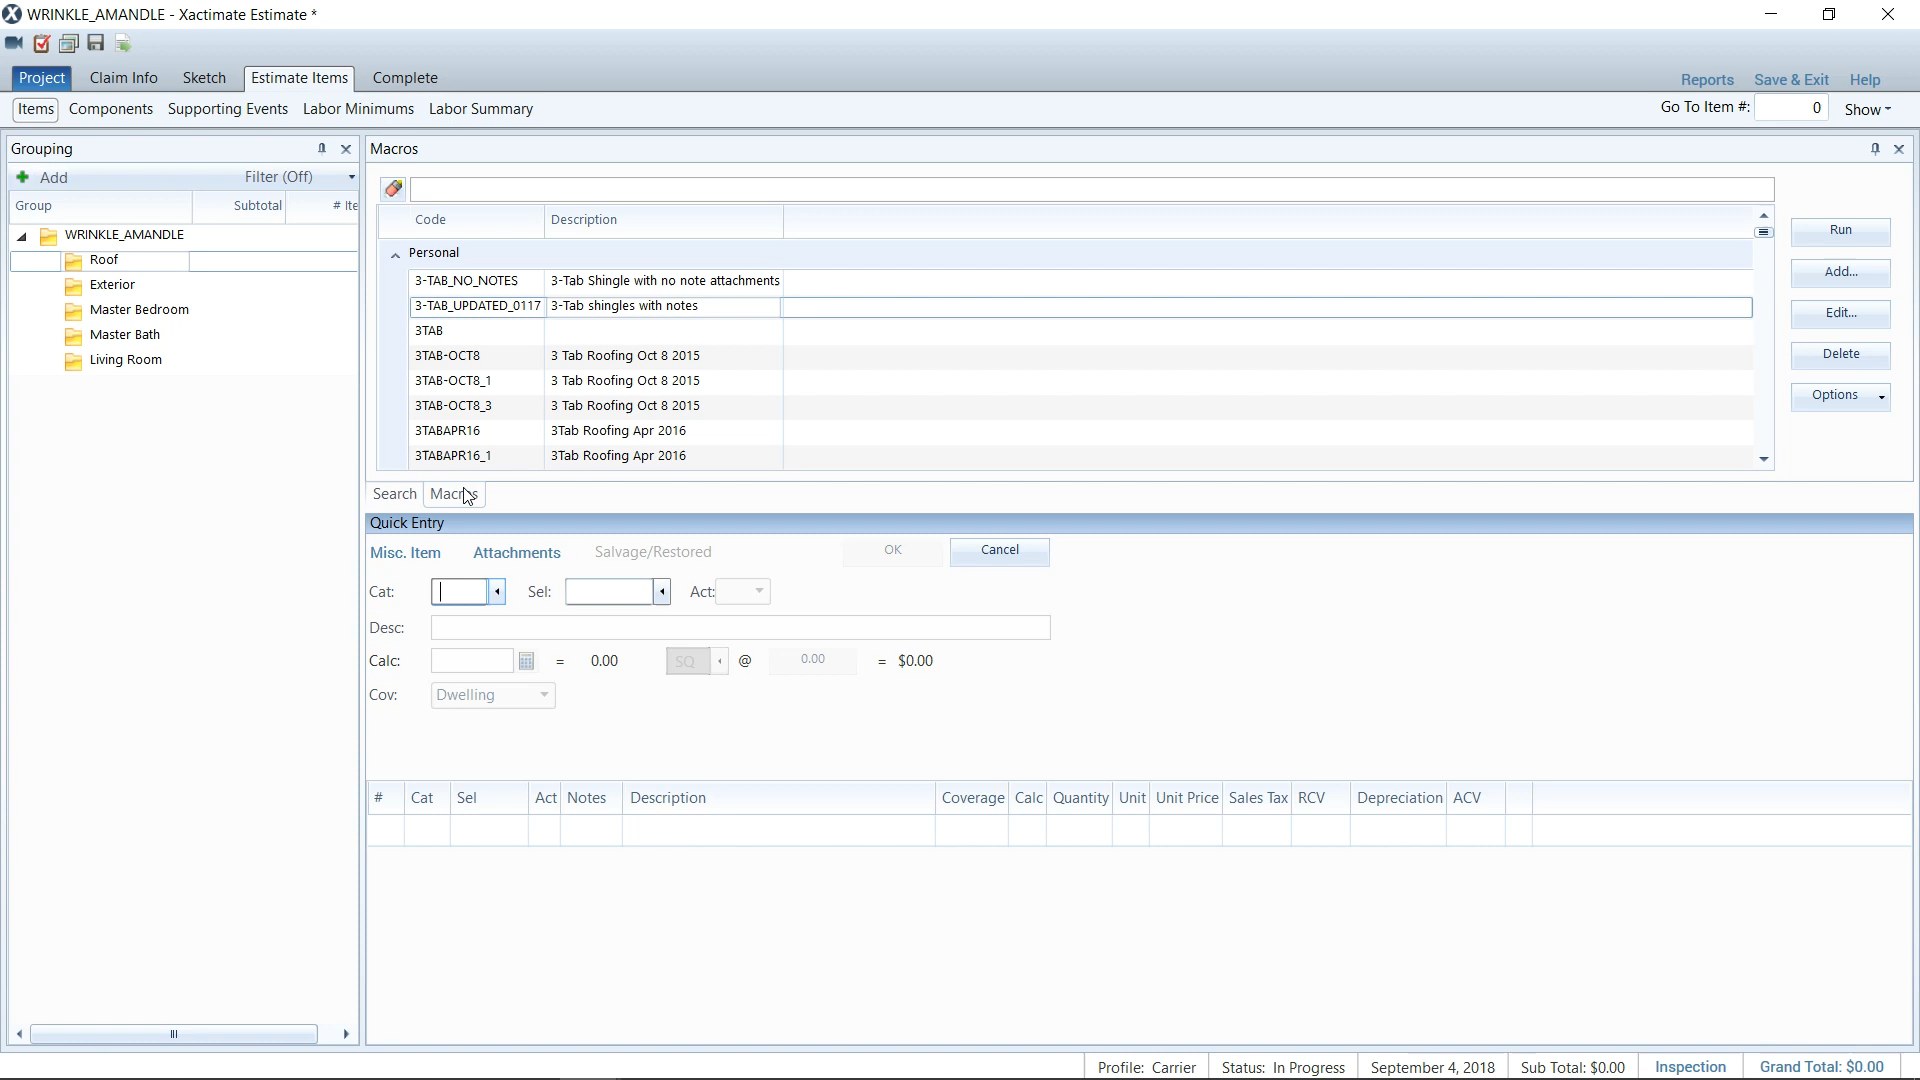 WRINKLE_AMANDLE - Xactimate Estimate *
Project Claim Info Sketch Estimate Items Complete Reports Save & Exit Help
Items Components Supporting Events Labor Minimums Labor Summary Go To Item #: 0 Show
Grouping
Add Filter (Off)
Group Subtotal # Ite
WRINKLE_AMANDLE
Roof
Exterior
Master Bedroom
Master Bath
Living Room
Macros
Code Description
Personal
3-TAB_NO_NOTES 3-Tab Shingle with no note attachments
3-TAB_UPDATED_0117 3-Tab shingles with notes
3TAB
3TAB-OCT8 3 Tab Roofing Oct 8 2015
3TAB-OCT8_1 3 Tab Roofing Oct 8 2015
3TAB-OCT8_3 3 Tab Roofing Oct 8 2015
3TABAPR16 3Tab Roofing Apr 2016
3TABAPR16_1 3Tab Roofing Apr 2016
Run
Add...
Edit...
Delete
Options
Search Macros
Quick Entry
Misc. Item Attachments Salvage/Restored OK Cancel
Cat: Sel: Act:
Desc:
Calc: = 0.00 SQ @ 0.00 = $0.00
Cov: Dwelling
# Cat Sel Act Notes Description Coverage Calc Quantity Unit Unit Price Sales Tax RCV Depreciation ACV
Profile: Carrier Status: In Progress September 4, 2018 Sub Total: $0.00 Inspection Grand Total: $0.00